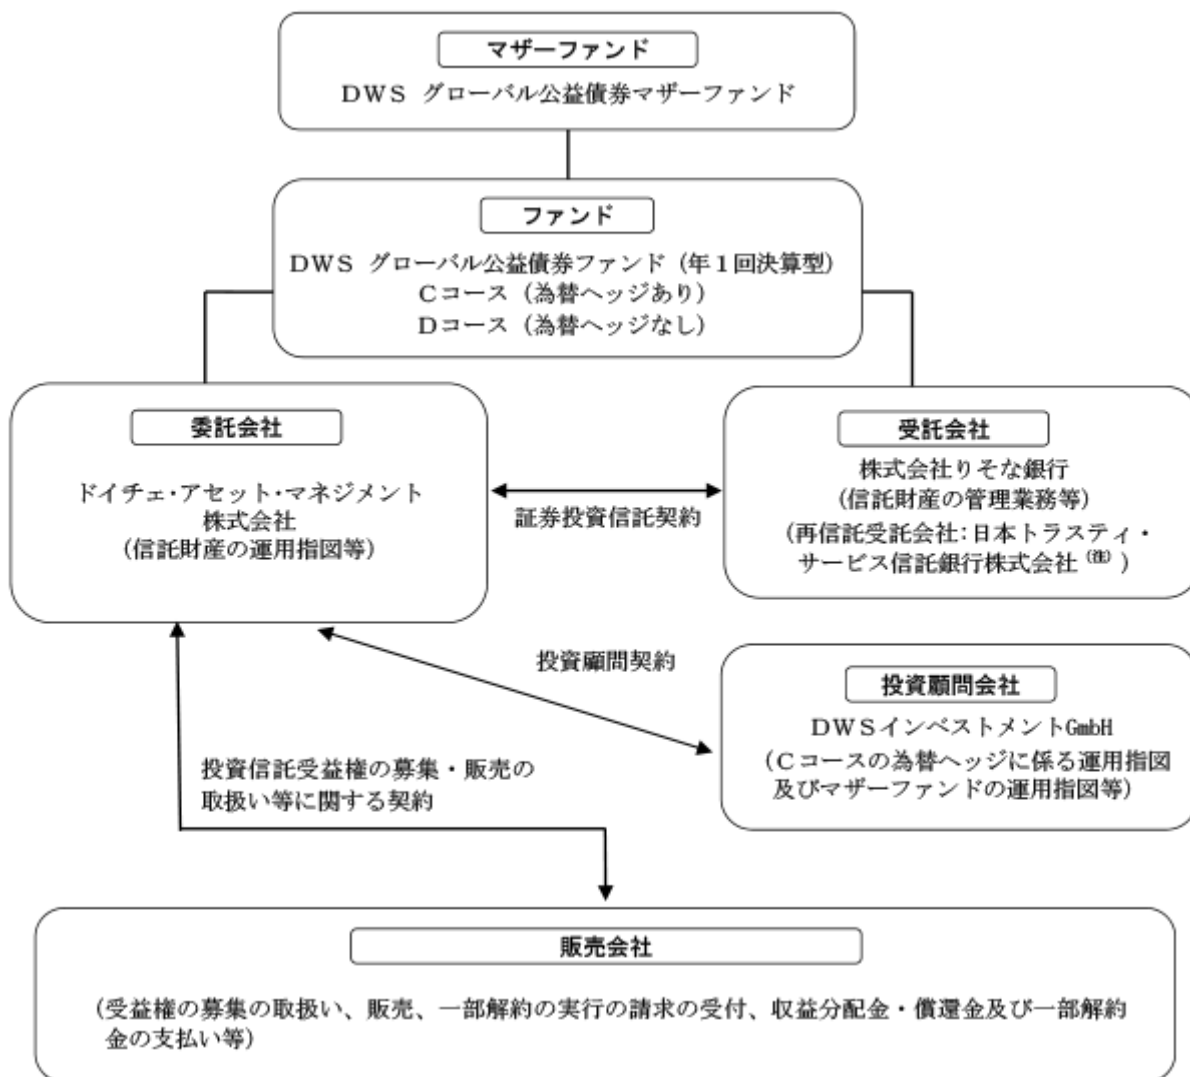 マザーファンド
DWS グローバル公益債券マザーファンド
ファンド
DWS グローバル公益債券ファンド（年１回決算型）
Cコース（為替ヘッジあり）
Dコース（為替ヘッジなし）
委託会社
ドイチェ・アセット・マネジメント
株式会社
（信託財産の運用指図等）
証券投資信託契約
受託会社
株式会社りそな銀行
（信託財産の管理業務等）
（再信託受託会社：日本トラスティ・
サービス信託銀行株式会社（注））
投資顧問契約
投資顧問会社
DWSインベストメントGmbH
（Cコースの為替ヘッジに係る運用指図
及びマザーファンドの運用指図等）
投資信託受益権の募集・販売の
取扱い等に関する契約
販売会社
（受益権の募集の取扱い、販売、一部解約の実行の請求の受付、収益分配金・償還金及び一部解約
金の支払い等）